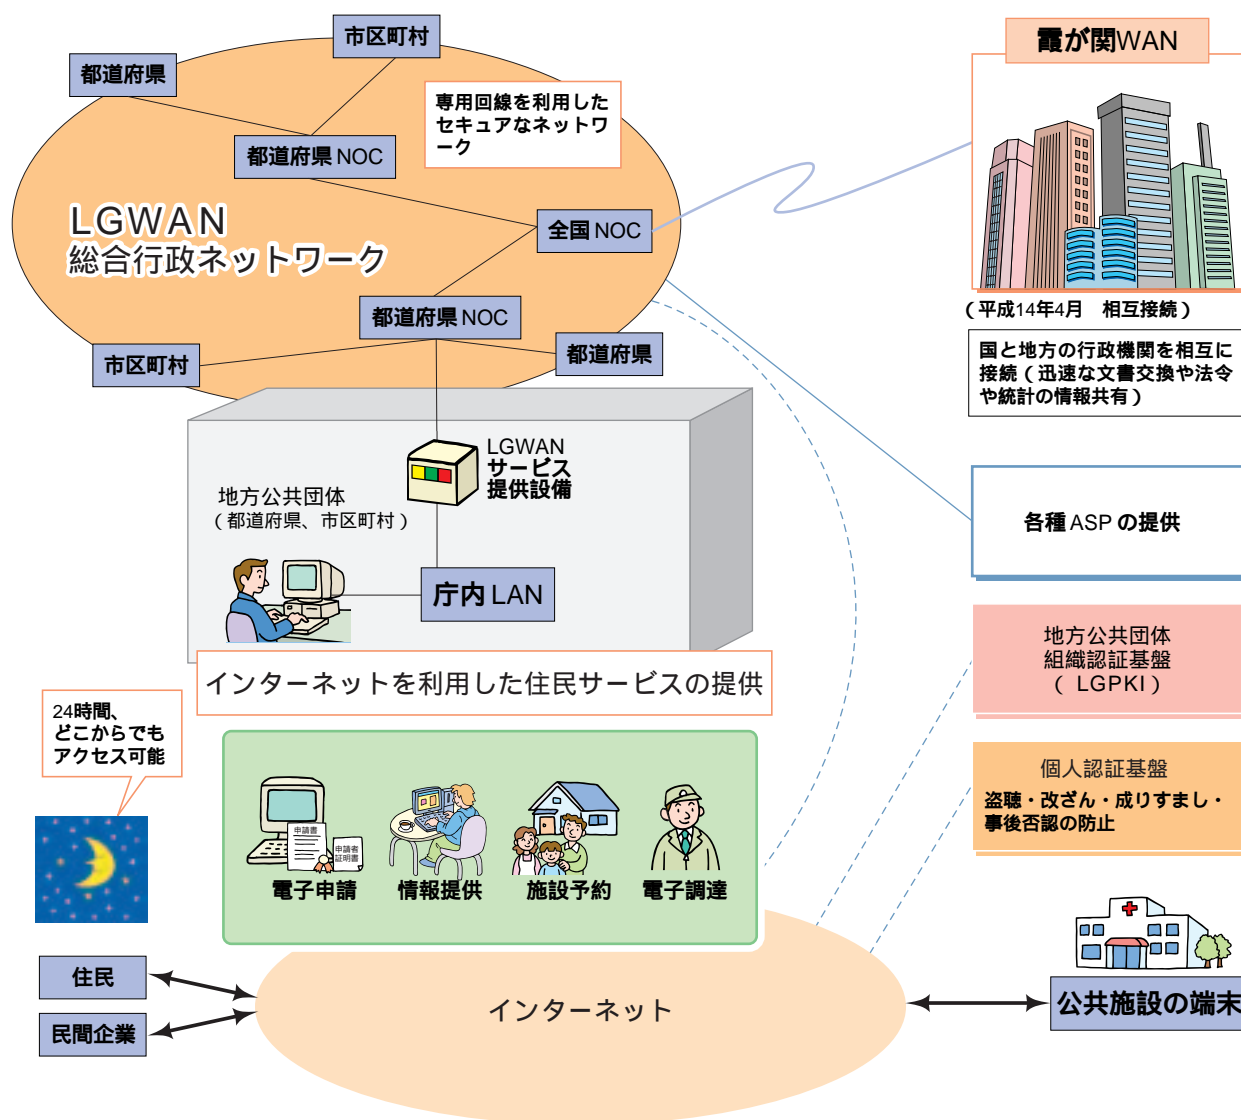 市区町村
都道府県
霞が関WAN
専用回線を利用した
セキュアなネットワ
ーク
都道府県 NOC
LGWAN
総合行政ネットワーク
全国 NOC
都道府県 NOC
市区町村
都道府県
(平成14年4月 相互接続)
国と地方の行政機関を相互に
接続(迅速な文書交換や法令
や統計の情報共有)
LGWAN
サービス
提供設備
地方公共団体
(都道府県、市区町村)
庁内 LAN
各種 ASP の提供
地方公共団体
組織認証基盤
( LGPKI )
インターネットを利用した住民サービスの提供
24時間、
どこからでも
アクセス可能
個人認証基盤
盗聴・改ざん・成りすまし・
事後否認の防止
申請書
申請者
証明書
電子申請
情報提供
施設予約
電子調達
住民
民間企業
インターネット
公共施設の端末